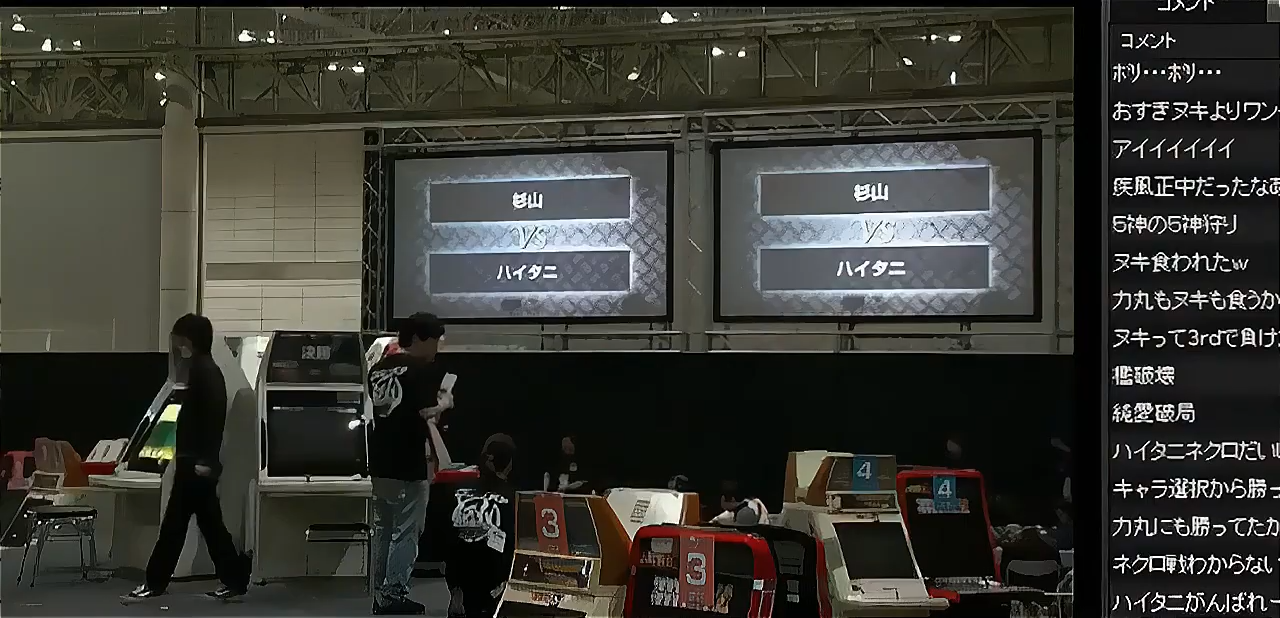 杉山
VS
ハイタニ
杉山
VS
ハイタニ
3
3
4
4
コメント
コメント
ホリ…ホリ…
おすぎヌキよりワン
アイイイイイイ
疾風正中だったなあ
5神の5神狩り
ヌキ食われたw
力丸もヌキも食うか
ヌキって3rdで負け
檻破壊
純愛破局
ハイタニネクロだい
キャラ選択から勝っ
力丸にも勝ってたか
ネクロ戦わからない
ハイタニがんばれー